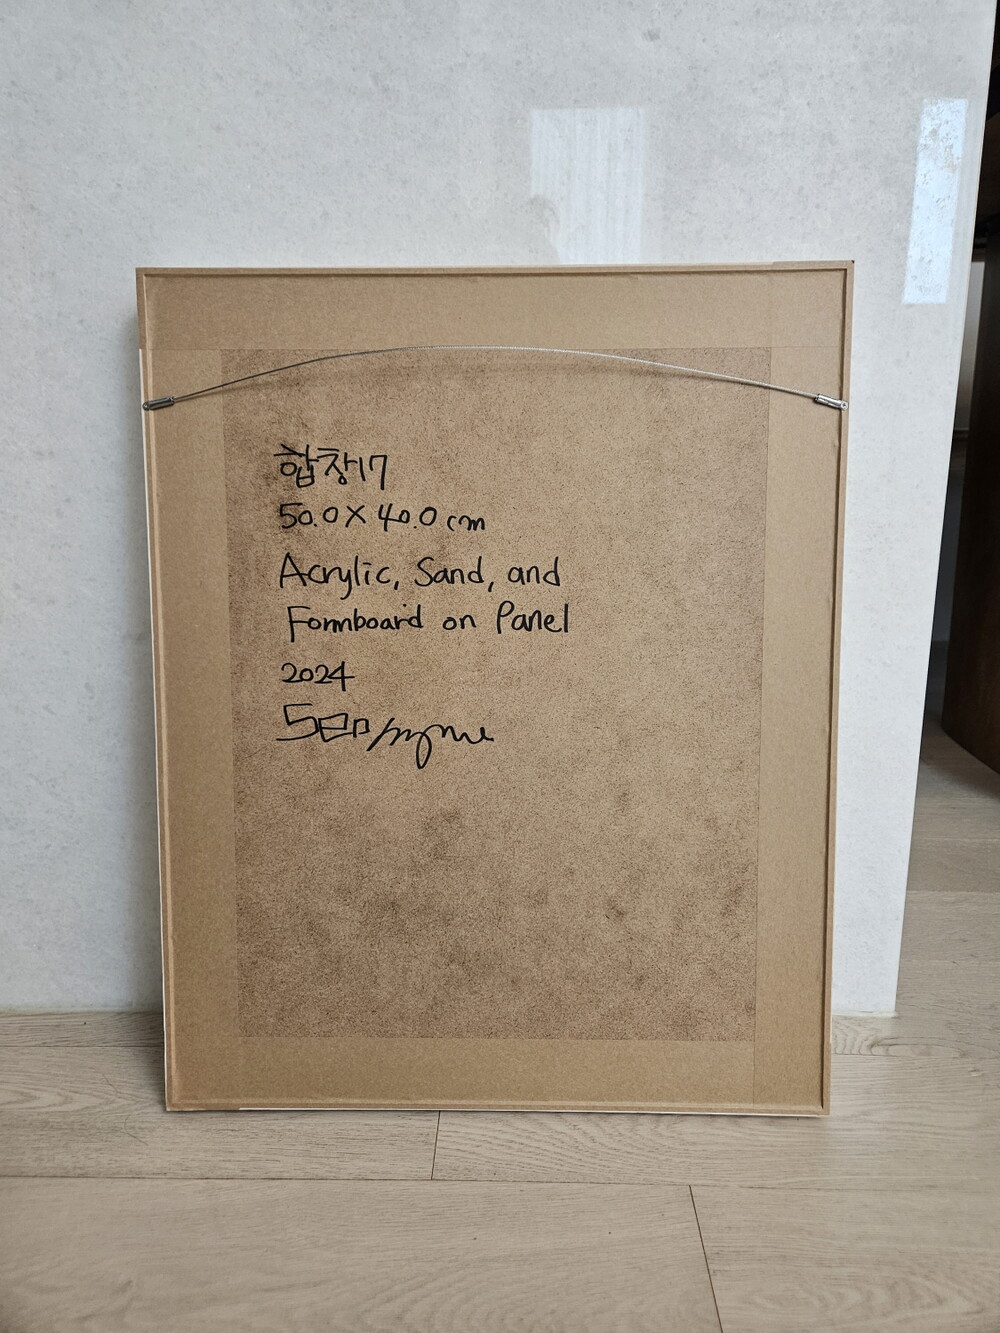 합창17
50.0 X 40.0 cm
Acrylic, Sand, and
Formboard on Panel
2024